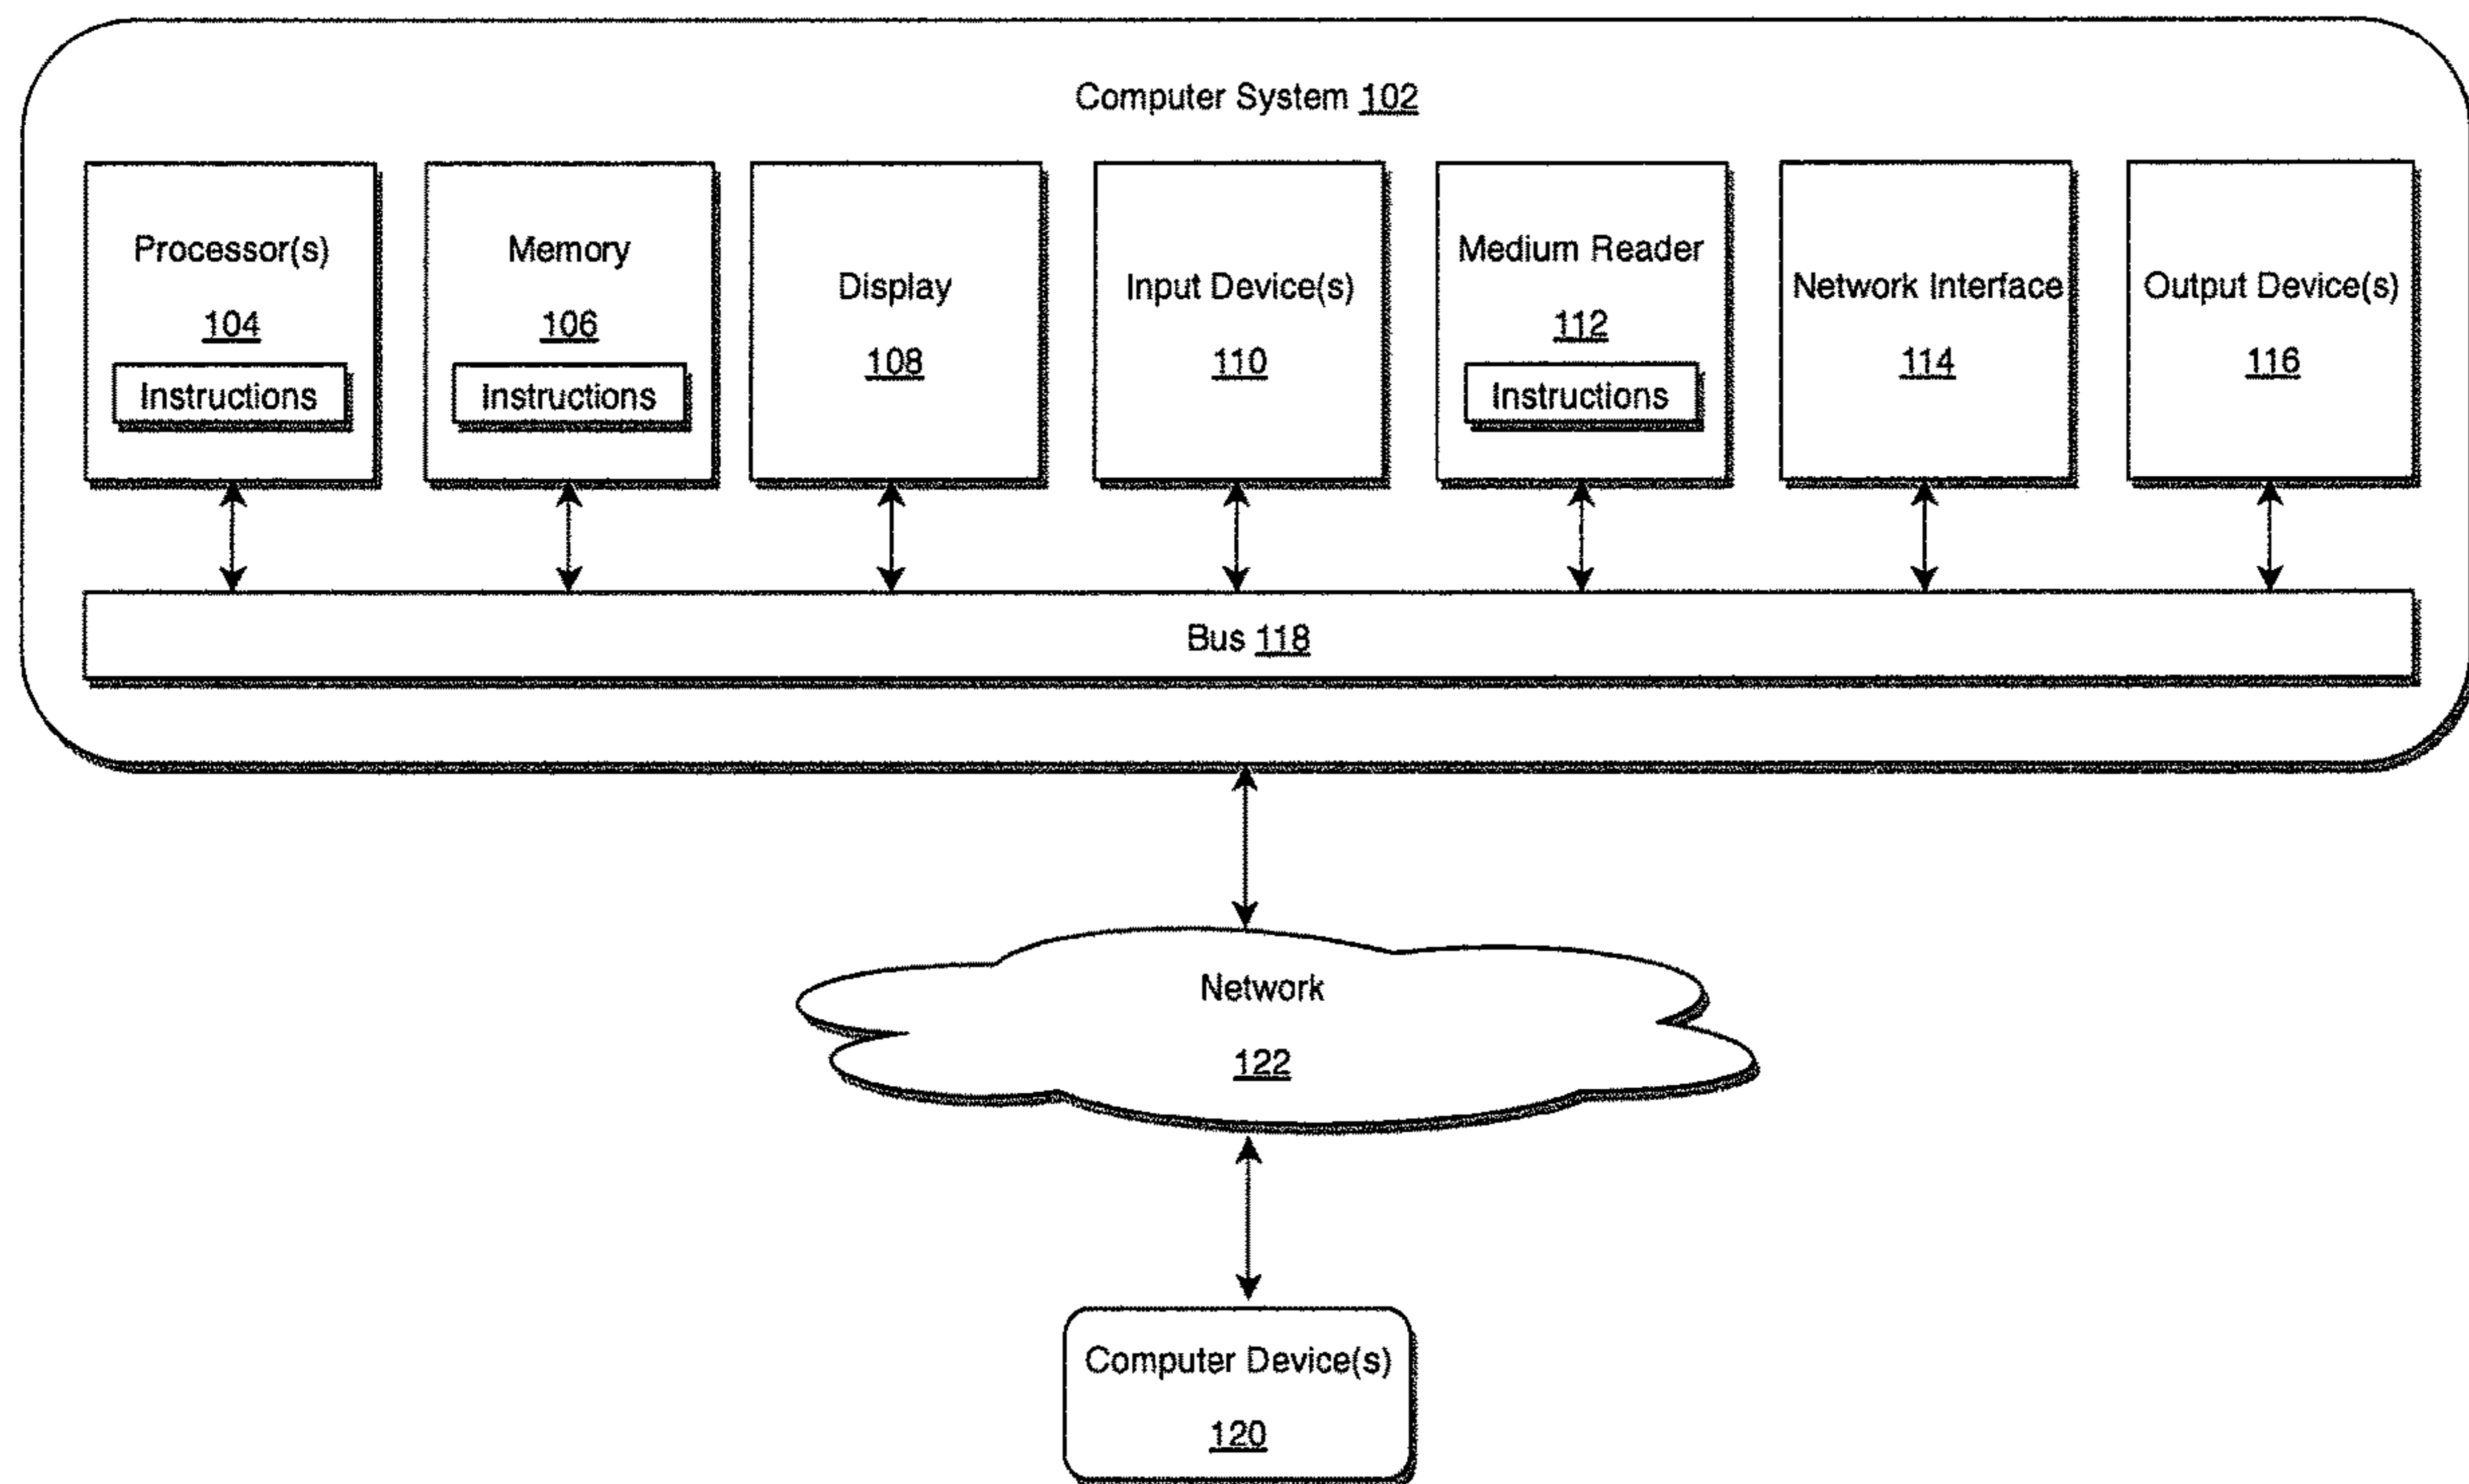 Computer System 102
Processor(s)
104
Instructions
Memory
106
Instructions
Display
108
Input Device(s)
110
Medium Reader
112
Instructions
Network Interface
114
Output Device(s)
116
Bus 118
Network
122
Computer Device(s)
120